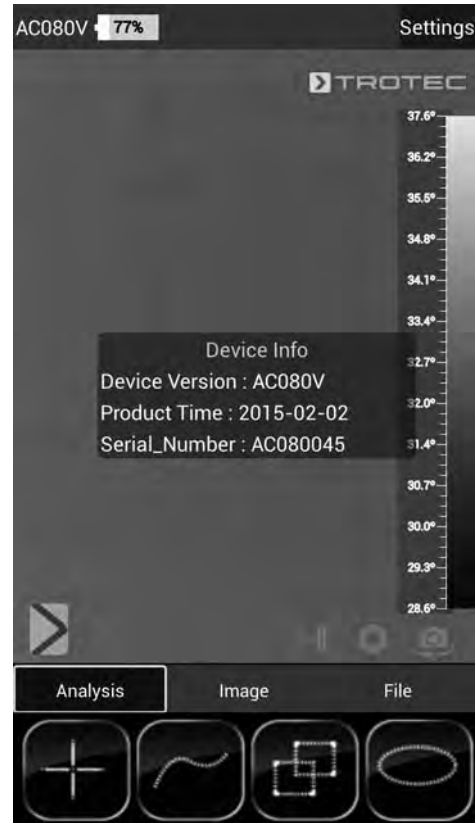 AC080V 77% Settings
TROTEC
37.6°
36.2°
35.5°
34.8°
34.1°
33.4°
Device Info
32.7°
Device Version : AC080V
Product Time : 2015-02-02
32.0°
Serial_Number : AC080045
31.4°
30.7°
30.0°
29.3°
28.6°
Analysis Image File